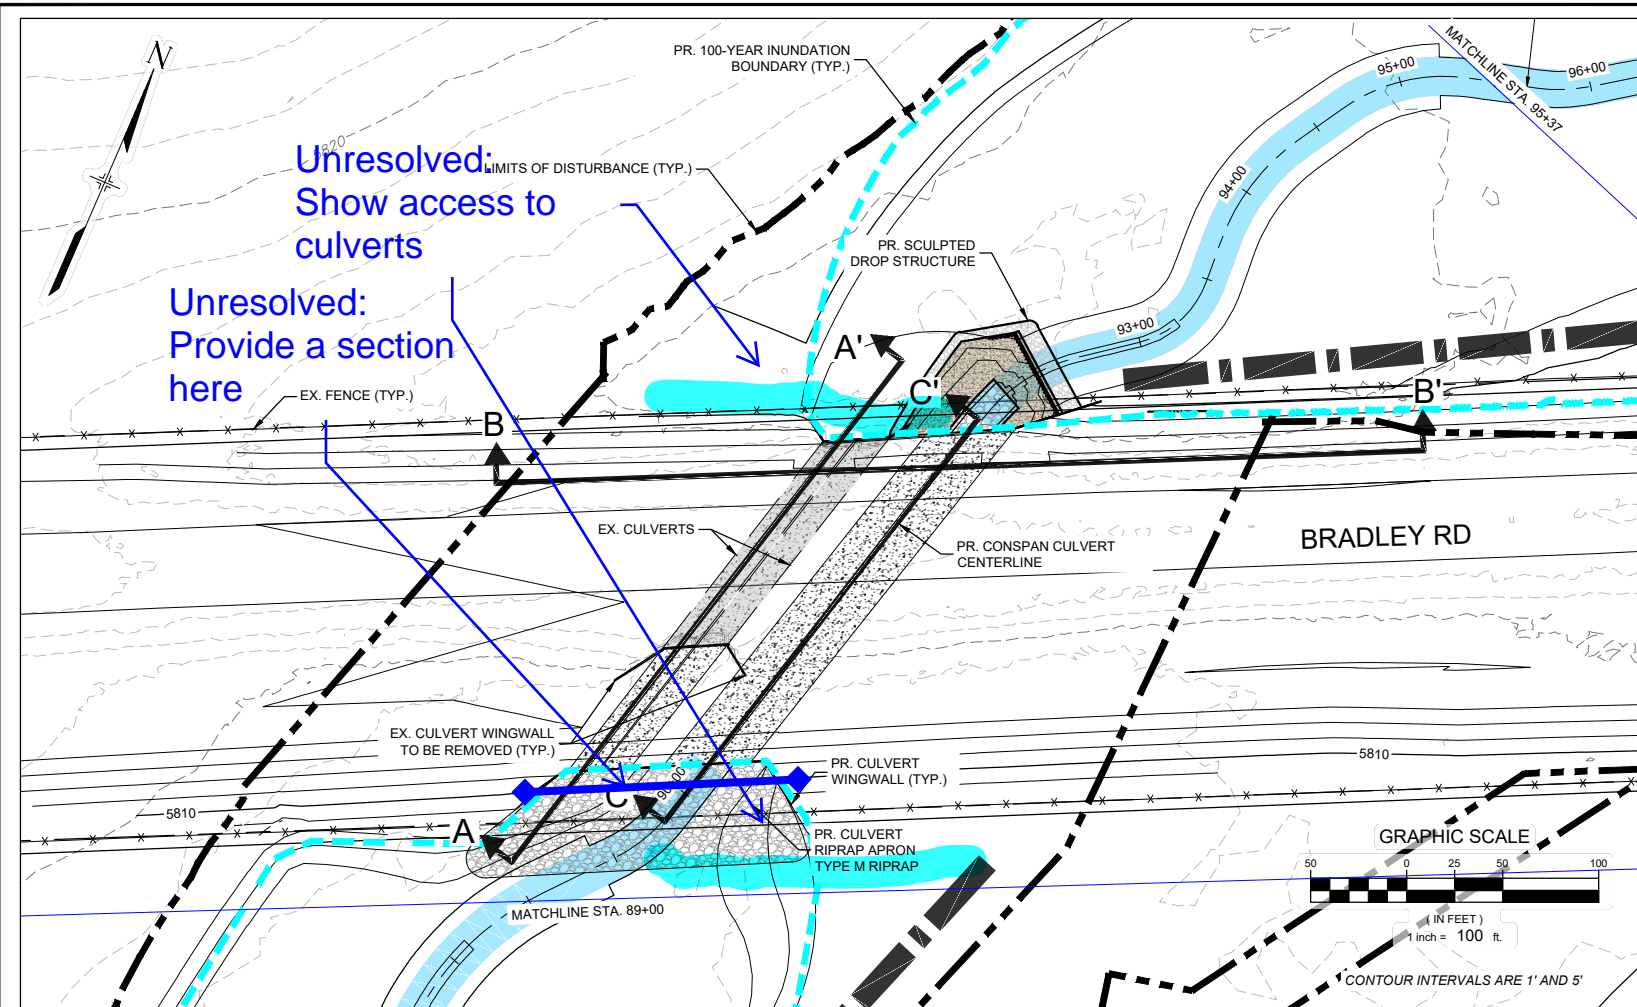 N
PR. 100-YEAR INUNDATION
BOUNDARY (TYP.)
MATCHLINE STA. 95+37
95+00
96+00
5820
Unresolved:
Show access to
culverts
LIMITS OF DISTURBANCE (TYP.)
94+00
PR. SCULPTED
DROP STRUCTURE
Unresolved:
Provide a section
here
93+00
A'
C'
B'
EX. FENCE (TYP.)
B
EX. CULVERTS
PR. CONSPAN CULVERT
CENTERLINE
BRADLEY RD
EX. CULVERT WINGWALL
TO BE REMOVED (TYP.)
PR. CULVERT
WINGWALL (TYP.)
5810
90+00
C
5810
A
PR. CULVERT
RIPRAP APRON
TYPE M RIPRAP
GRAPHIC SCALE
50 0 25 50 100
( IN FEET )
1 inch = 100 ft.
MATCHLINE STA. 89+00
CONTOUR INTERVALS ARE 1' AND 5'